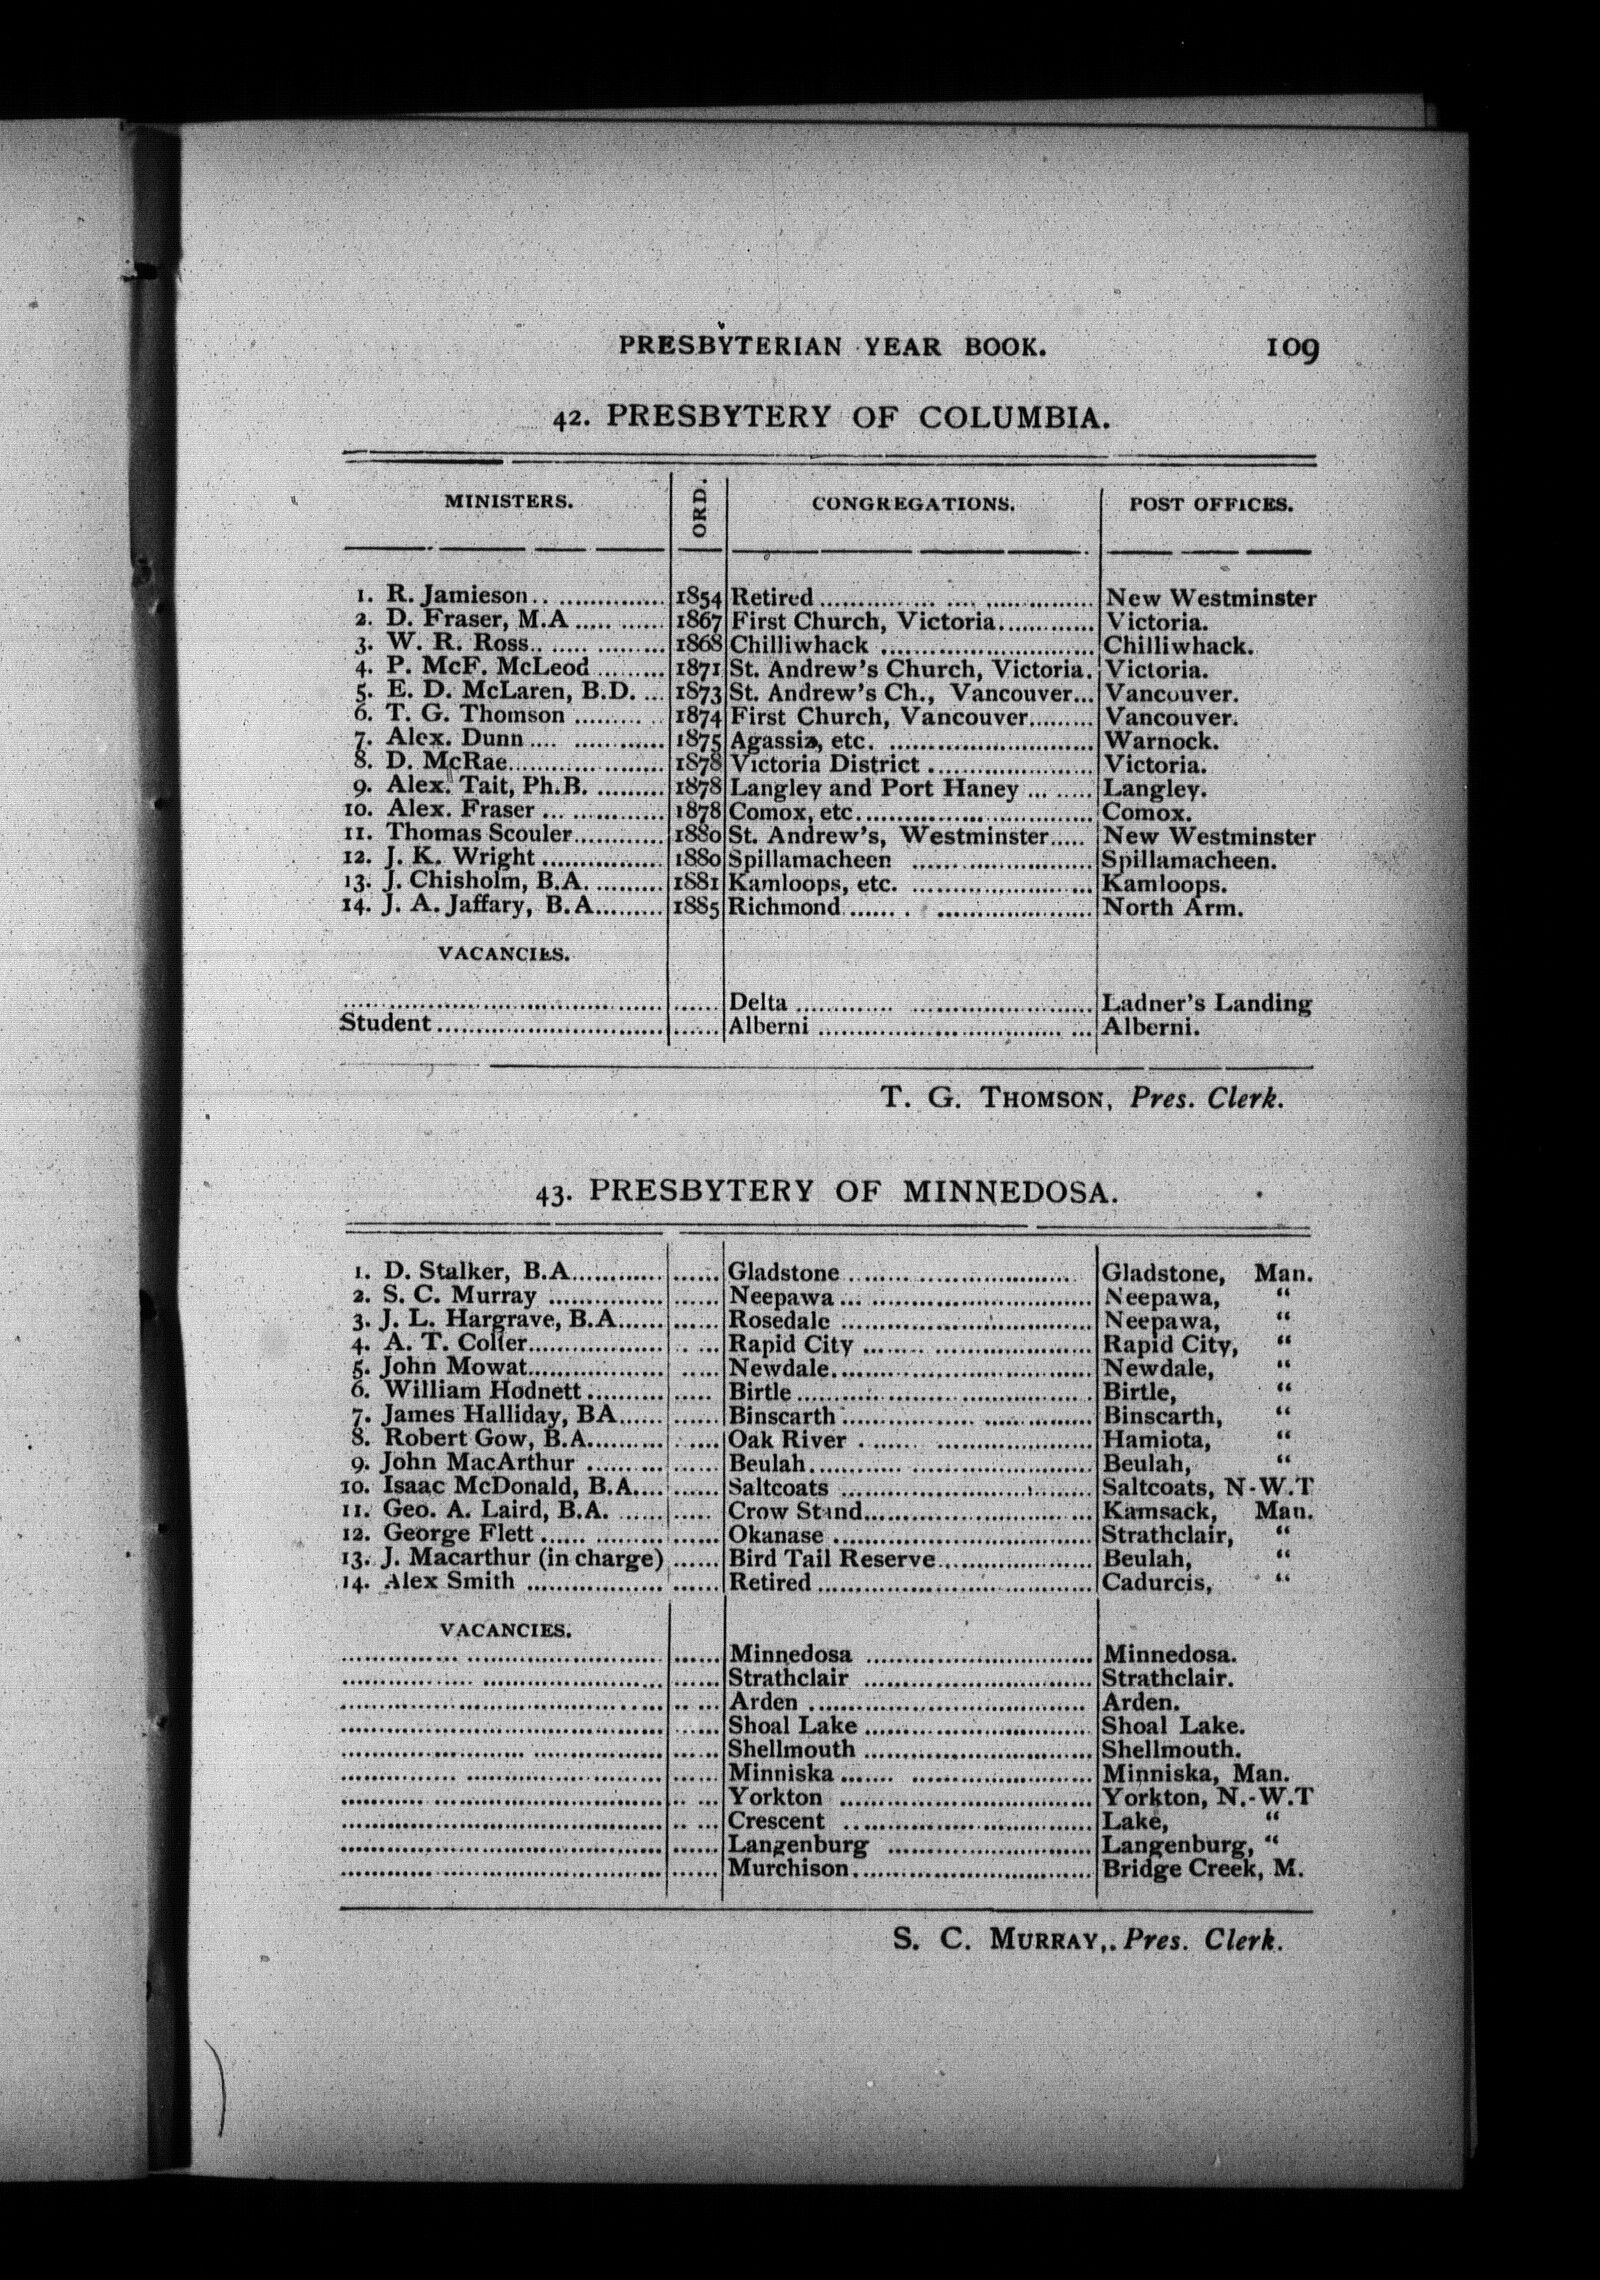 PRESBYTERIAN YEAR BOOK. 109
42. PRESBYTERY OF COLUMBIA.
MINISTERS. ORD. CONGREGATIONS. POST OFFICES.
1. R. Jamieson 1854 Retired New Westminster
2. D. Fraser, M.A 1867 First Church, Victoria Victoria.
3. W. R. Ross 1868 Chilliwhack Chilliwhack.
4. P. McF. McLeod 1871 St. Andrew's Church, Victoria. Victoria.
5. E. D. McLaren, B.D. 1873 St. Andrew's Ch., Vancouver Vancouver.
6. T. G. Thomson 1874 First Church, Vancouver Vancouver.
7. Alex. Dunn 1875 Agassiz, etc. Warnock.
8. D. McRae 1878 Victoria District Victoria.
9. Alex. Tait, Ph.B. 1878 Langley and Port Haney Langley.
10. Alex. Fraser 1878 Comox, etc. Comox.
11. Thomas Scouler 1880 St. Andrew's, Westminster New Westminster
12. J. K. Wright 1880 Spillamacheen Spillamacheen.
13. J. Chisholm, B.A. 1881 Kamloops, etc. Kamloops.
14. J. A. Jaffary, B.A 1885 Richmond North Arm.
VACANCIES.
Delta Ladner's Landing
Student Alberni Alberni.
T. G. THOMSON, Pres. Clerk.
43. PRESBYTERY OF MINNEDOSA.
1. D. Stalker, B.A. Gladstone Gladstone, Man.
2. S. C. Murray Neepawa Neepawa, "
3. J. L. Hargrave, B.A. Rosedale Neepawa, "
4. A. T. Colter Rapid City Rapid City, "
5. John Mowat Newdale Newdale, "
6. William Hodnett Birtle Birtle, "
7. James Halliday, BA Binscarth Binscarth, "
8. Robert Gow, B.A. Oak River Hamiota, "
9. John MacArthur Beulah Beulah, "
10. Isaac McDonald, B.A. Saltcoats Saltcoats, N-W.T
11. Geo. A. Laird, B.A. Crow Stand Kamsack, Man.
12. George Flett Okanase Strathclair, "
13. J. Macarthur (in charge) Bird Tail Reserve Beulah, "
14. Alex Smith Retired Cadurcis, "
VACANCIES.
Minnedosa Minnedosa.
Strathclair Strathclair.
Arden Arden.
Shoal Lake Shoal Lake.
Shellmouth Shellmouth.
Minniska Minniska, Man.
Yorkton Yorkton, N.-W.T
Crescent Lake, "
Langenburg Langenburg, "
Murchison Bridge Creek, M.
S. C. MURRAY, Pres. Clerk.